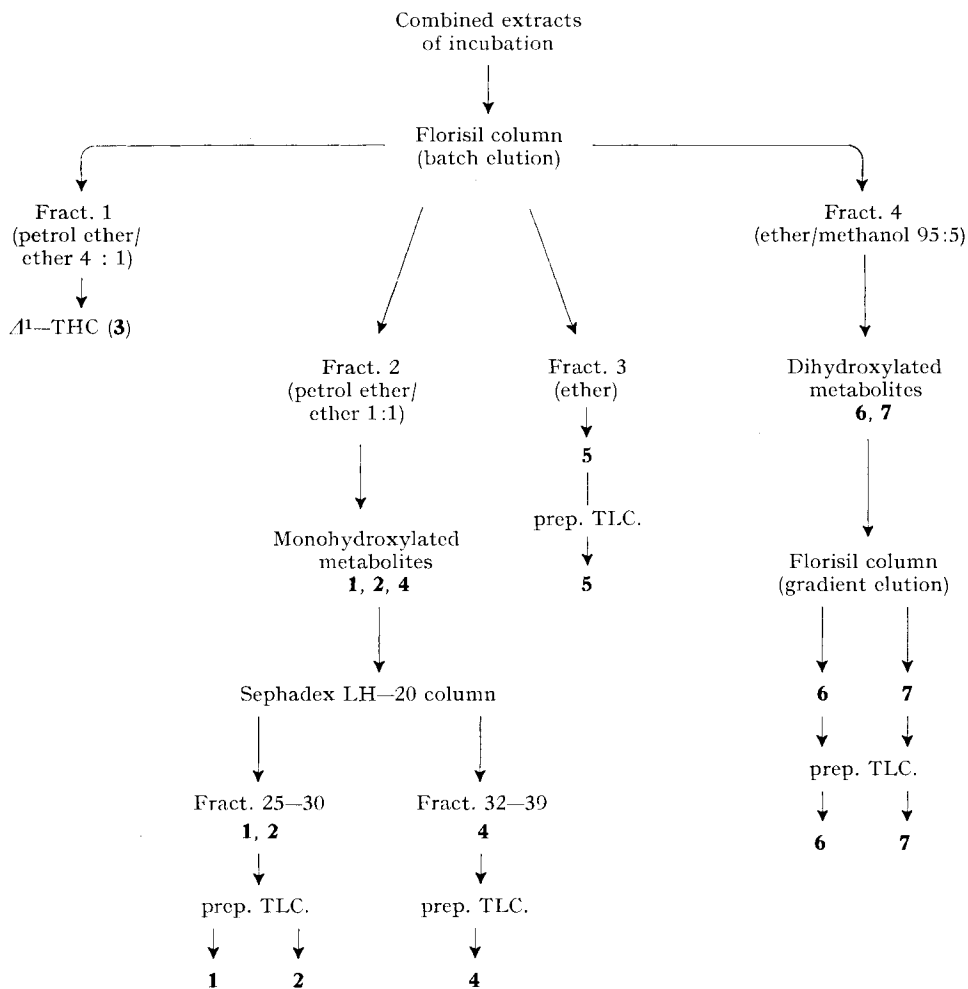 Combined extracts
of incubation
Florisil column
(batch elution)
Fract. 1
(petrol ether/
ether 4 : 1)
Δ¹—THC (3)
Fract. 2
(petrol ether/
ether 1:1)
Monohydroxylated
metabolites
1, 2, 4
Fract. 3
(ether)
5
prep. TLC.
5
Fract. 4
(ether/methanol 95:5)
Dihydroxylated
metabolites
6, 7
Florisil column
(gradient elution)
6 7
prep. TLC.
6 7
Sephadex LH—20 column
Fract. 25—30
1, 2
prep. TLC.
1 2
Fract. 32—39
4
prep. TLC.
4